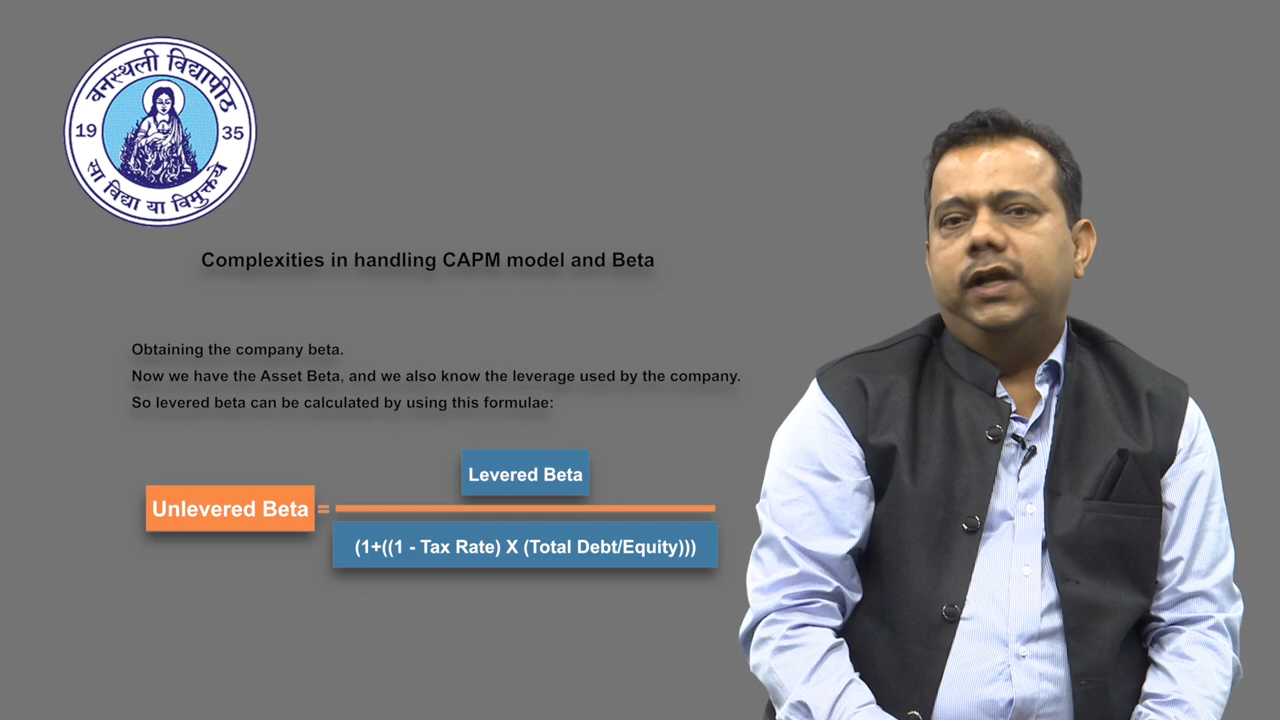 वनस्थली विद्यापीठ
19 35
सा विद्या या विमुक्तये
Complexities in handling CAPM model and Beta
Obtaining the company beta.
Now we have the Asset Beta, and we also know the leverage used by the company.
So levered beta can be calculated by using this formulae:
Levered Beta
Unlevered Beta =
(1+((1 - Tax Rate) X (Total Debt/Equity)))